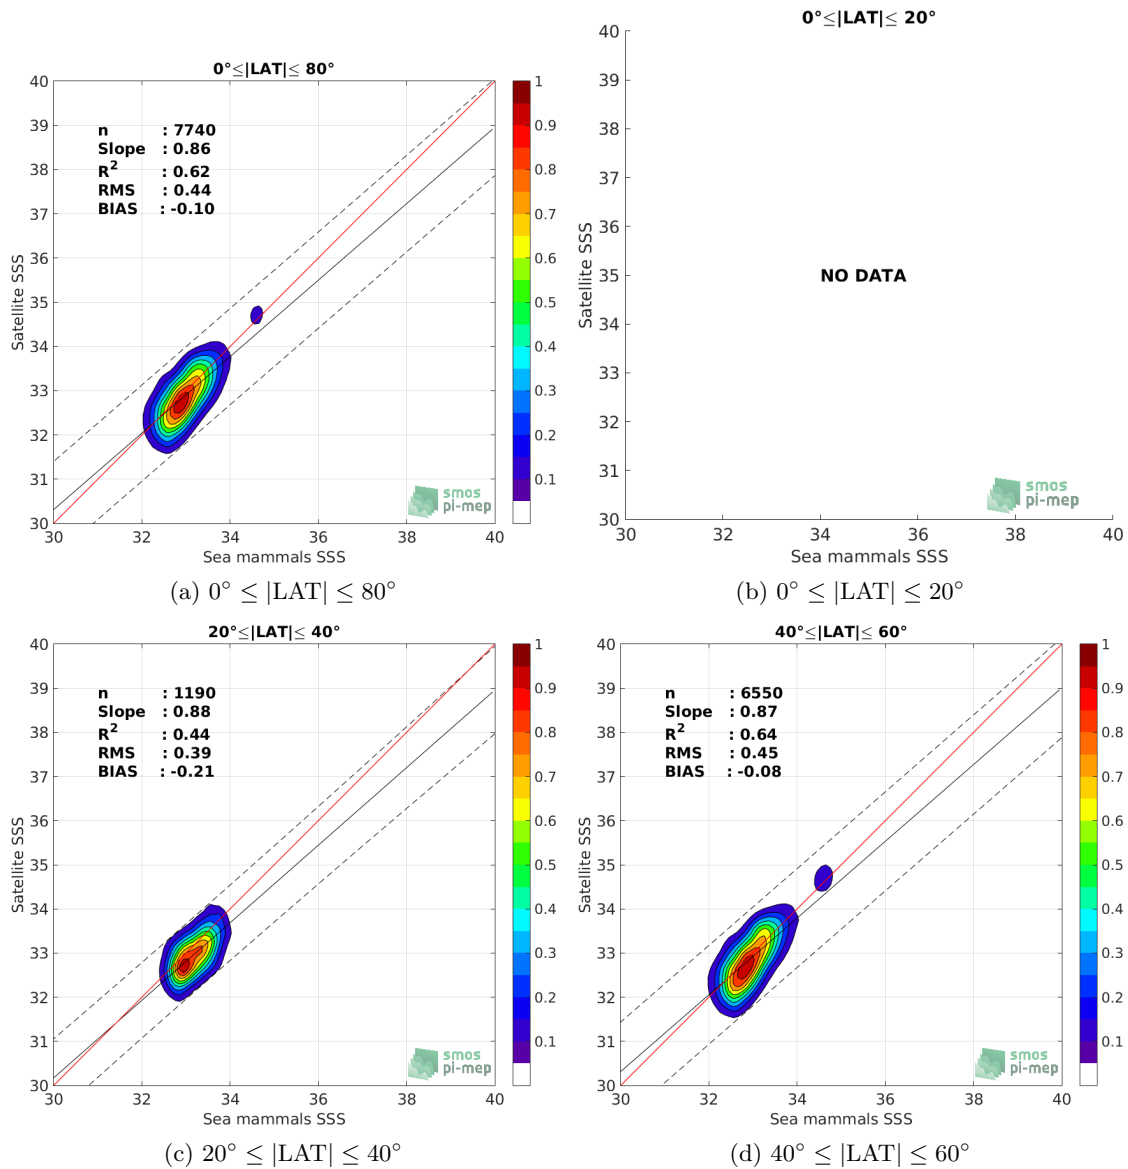 0°≤|LAT|≤ 80°
40
39
38
37
36
35
34
33
32
31
30
Satellite SSS
n : 7740
Slope : 0.86
R² : 0.62
RMS : 0.44
BIAS : -0.10
smos
pi-mep
30 32 34 36 38 40
Sea mammals SSS
1
0.9
0.8
0.7
0.6
0.5
0.4
0.3
0.2
0.1
(a) 0° ≤ |LAT| ≤ 80°
0°≤|LAT|≤ 20°
40
39
38
37
36
35
34
33
32
31
30
Satellite SSS
NO DATA
smos
pi-mep
30 32 34 36 38 40
Sea mammals SSS
(b) 0° ≤ |LAT| ≤ 20°
20°≤|LAT|≤ 40°
40
39
38
37
36
35
34
33
32
31
30
Satellite SSS
n : 1190
Slope : 0.88
R² : 0.44
RMS : 0.39
BIAS : -0.21
smos
pi-mep
30 32 34 36 38 40
Sea mammals SSS
1
0.9
0.8
0.7
0.6
0.5
0.4
0.3
0.2
0.1
(c) 20° ≤ |LAT| ≤ 40°
40°≤|LAT|≤ 60°
40
39
38
37
36
35
34
33
32
31
30
Satellite SSS
n : 6550
Slope : 0.87
R² : 0.64
RMS : 0.45
BIAS : -0.08
smos
pi-mep
30 32 34 36 38 40
Sea mammals SSS
1
0.9
0.8
0.7
0.6
0.5
0.4
0.3
0.2
0.1
(d) 40° ≤ |LAT| ≤ 60°